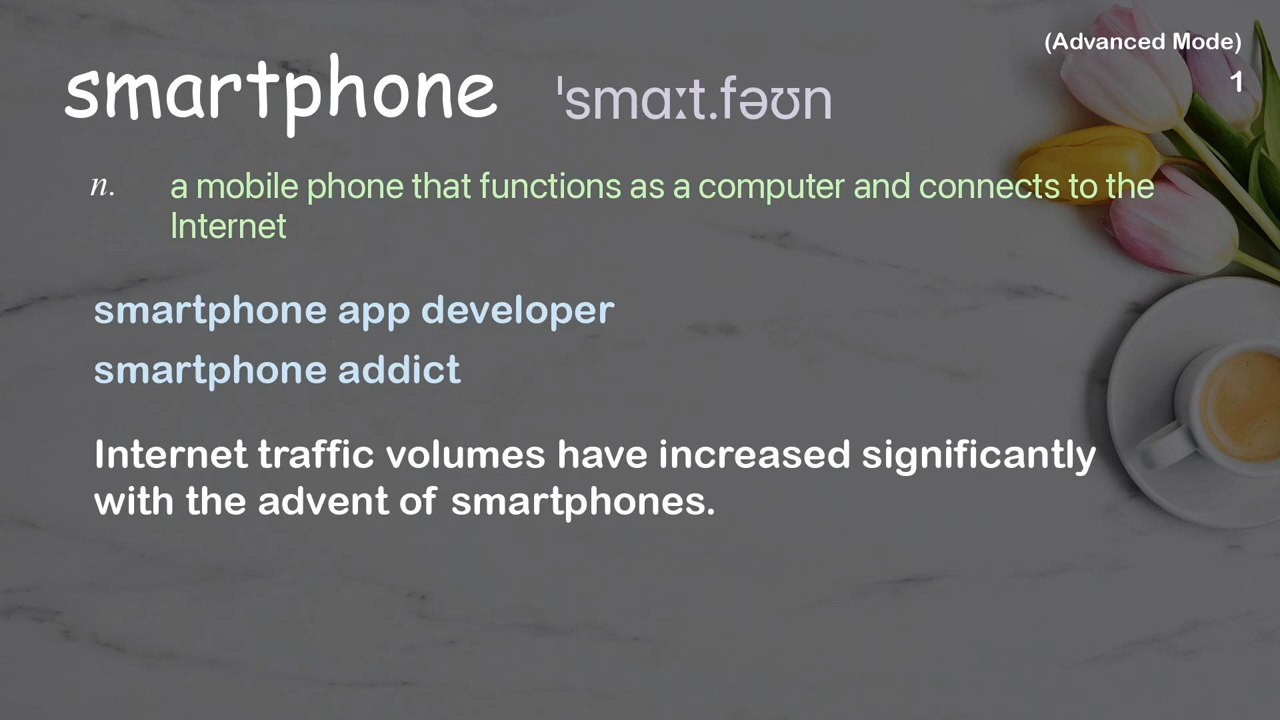 (Advanced Mode)
smartphone ˈsmɑːt.fəʊn
1
n. a mobile phone that functions as a computer and connects to the
Internet
smartphone app developer
smartphone addict
Internet traffic volumes have increased significantly
with the advent of smartphones.